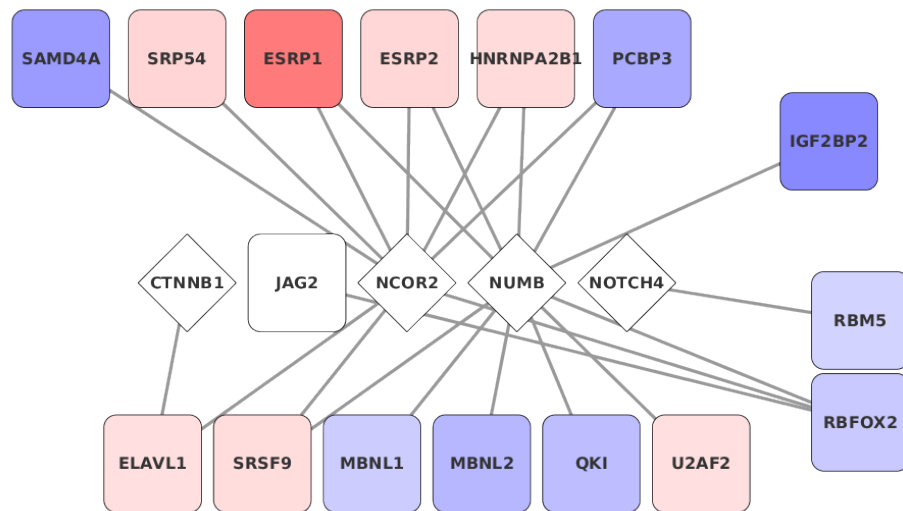 SAMD4A
SRP54
ESRP1
ESRP2
HNRNPA2B1
PCBP3
IGF2BP2
CTNNB1
JAG2
NCOR2
NUMB
NOTCH4
RBM5
RBFOX2
ELAVL1
SRSF9
MBNL1
MBNL2
QKI
U2AF2